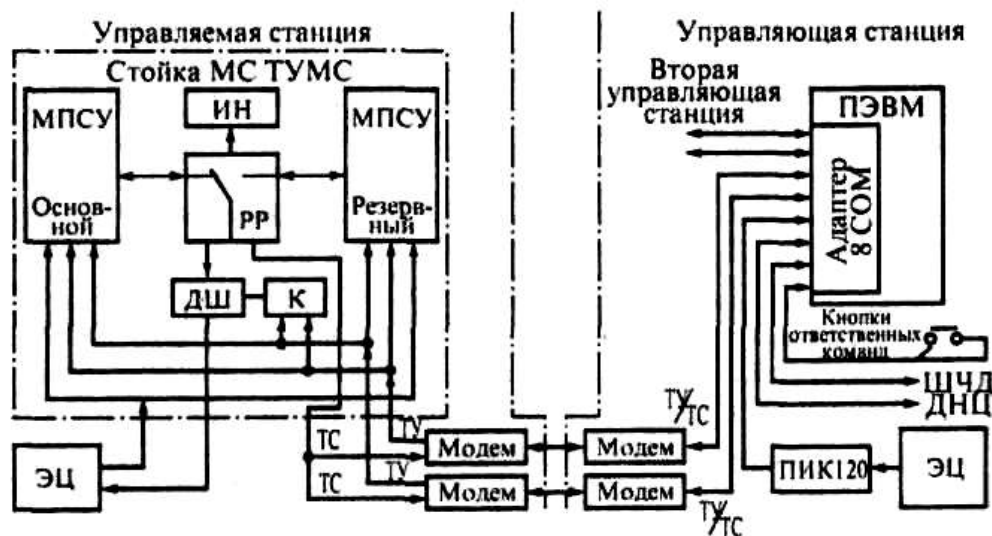 Управляемая станция
Управляющая станция
Стойка МС ТУМС
МПСУ
Основ-
ной
ИН
РР
МПСУ
Резерв-
ный
ДШ
К
Вторая
управляющая
станция
ПЭВМ
Адаптер
8 COM
Кнопки
ответственных
команд
ШЧД
ДНЦ
ТУ/ТС
ТУ
ТС
Модем
Модем
ТУ
ТС
Модем
Модем
ТУ/ТС
ЭЦ
ПИК120
ЭЦ